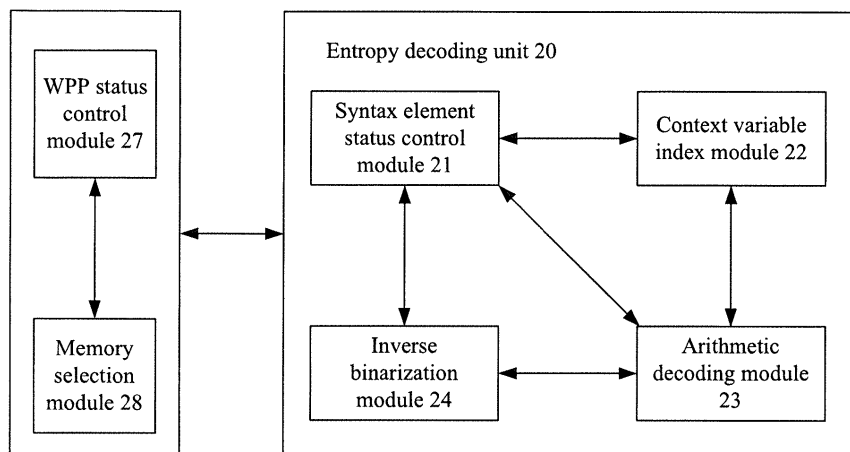 WPP status
control
module 27
Memory
selection
module 28
Entropy decoding unit 20
Syntax element
status control
module 21
Context variable
index module 22
Inverse
binarization
module 24
Arithmetic
decoding module
23